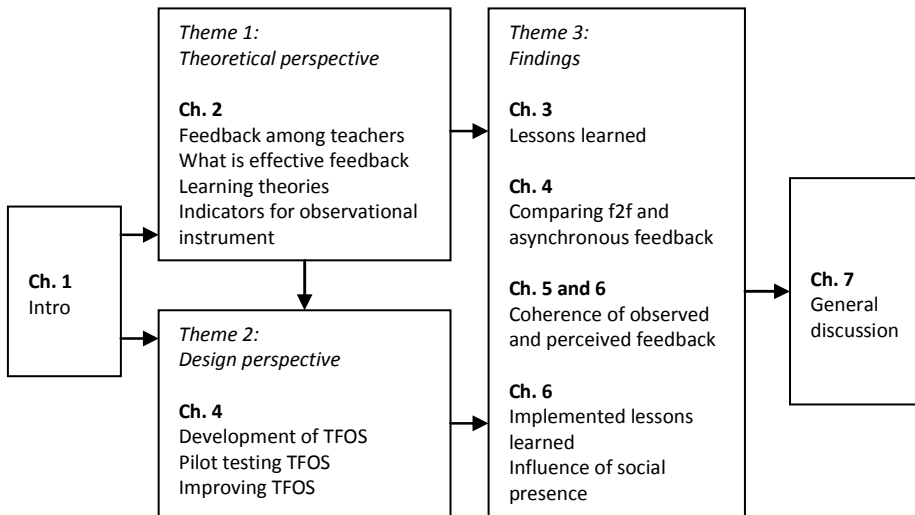 Ch. 1
Intro
Theme 1:
Theoretical perspective
Ch. 2
Feedback among teachers
What is effective feedback
Learning theories
Indicators for observational
instrument
Theme 2:
Design perspective
Ch. 4
Development of TFOS
Pilot testing TFOS
Improving TFOS
Theme 3:
Findings
Ch. 3
Lessons learned
Ch. 4
Comparing f2f and
asynchronous feedback
Ch. 5 and 6
Coherence of observed
and perceived feedback
Ch. 6
Implemented lessons
learned
Influence of social
presence
Ch. 7
General
discussion